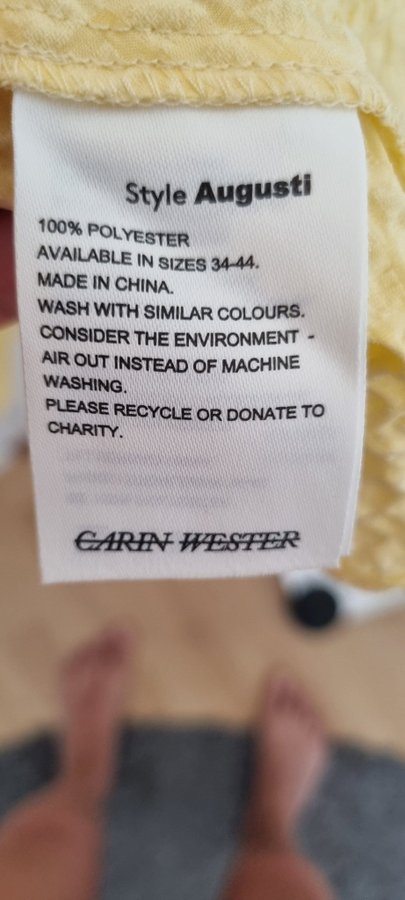 Style Augusti
100% POLYESTER
AVAILABLE IN SIZES 34-44.
MADE IN CHINA.
WASH WITH SIMILAR COLOURS.
CONSIDER THE ENVIRONMENT -
AIR OUT INSTEAD OF MACHINE
WASHING.
PLEASE RECYCLE OR DONATE TO
CHARITY.
CARIN WESTER